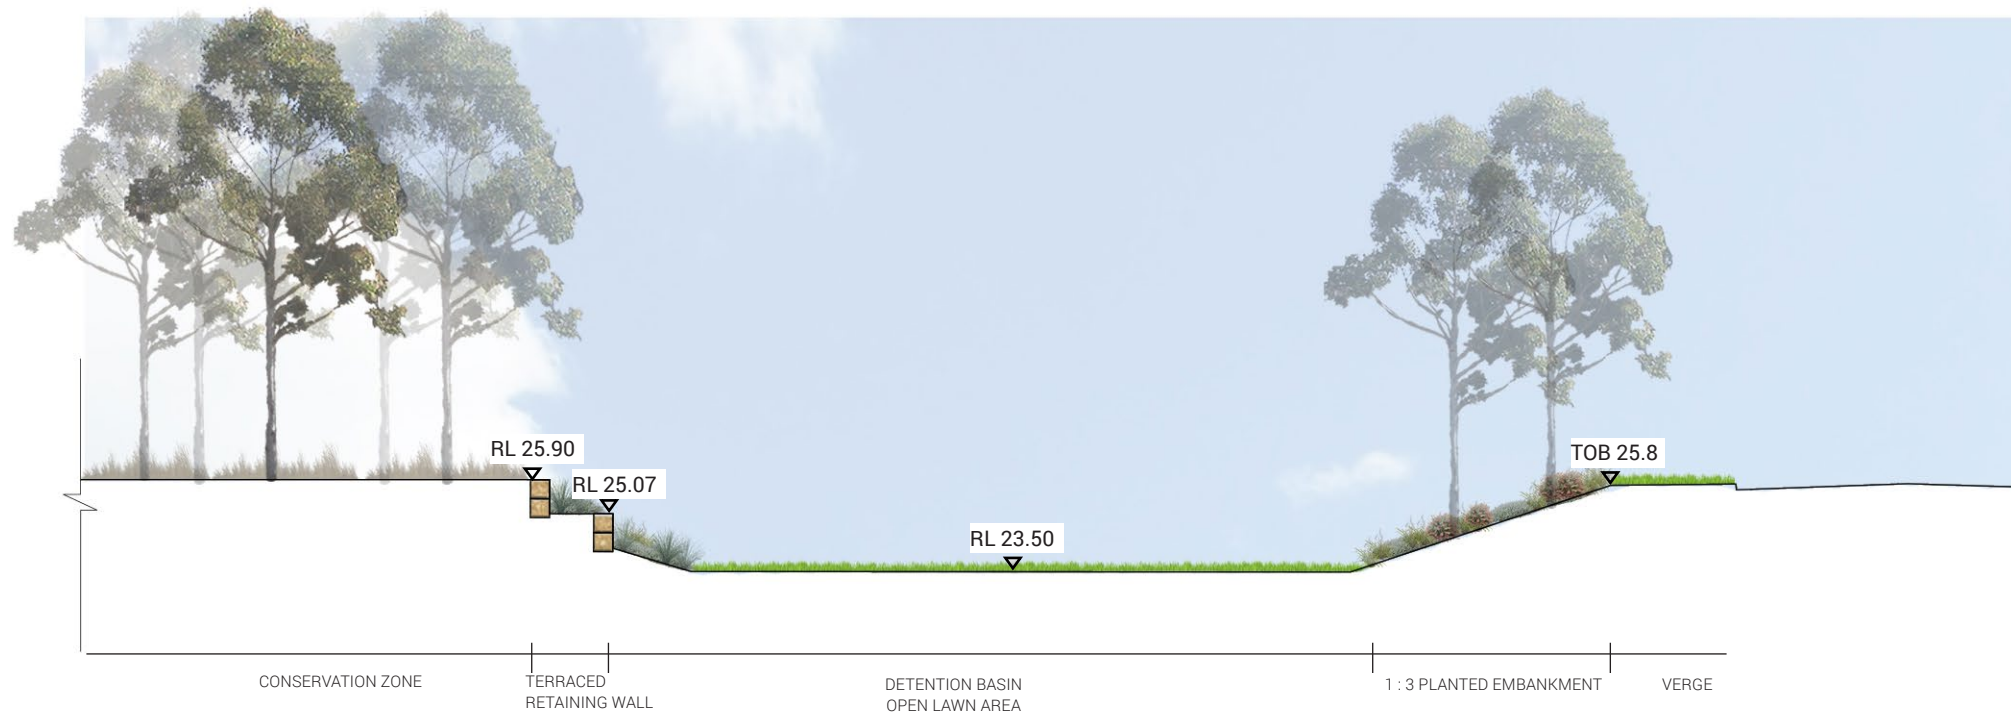 RL 25.90
RL 25.07
RL 23.50
TOB 25.8
CONSERVATION ZONE
TERRACED
RETAINING WALL
DETENTION BASIN
OPEN LAWN AREA
1 : 3 PLANTED EMBANKMENT
VERGE